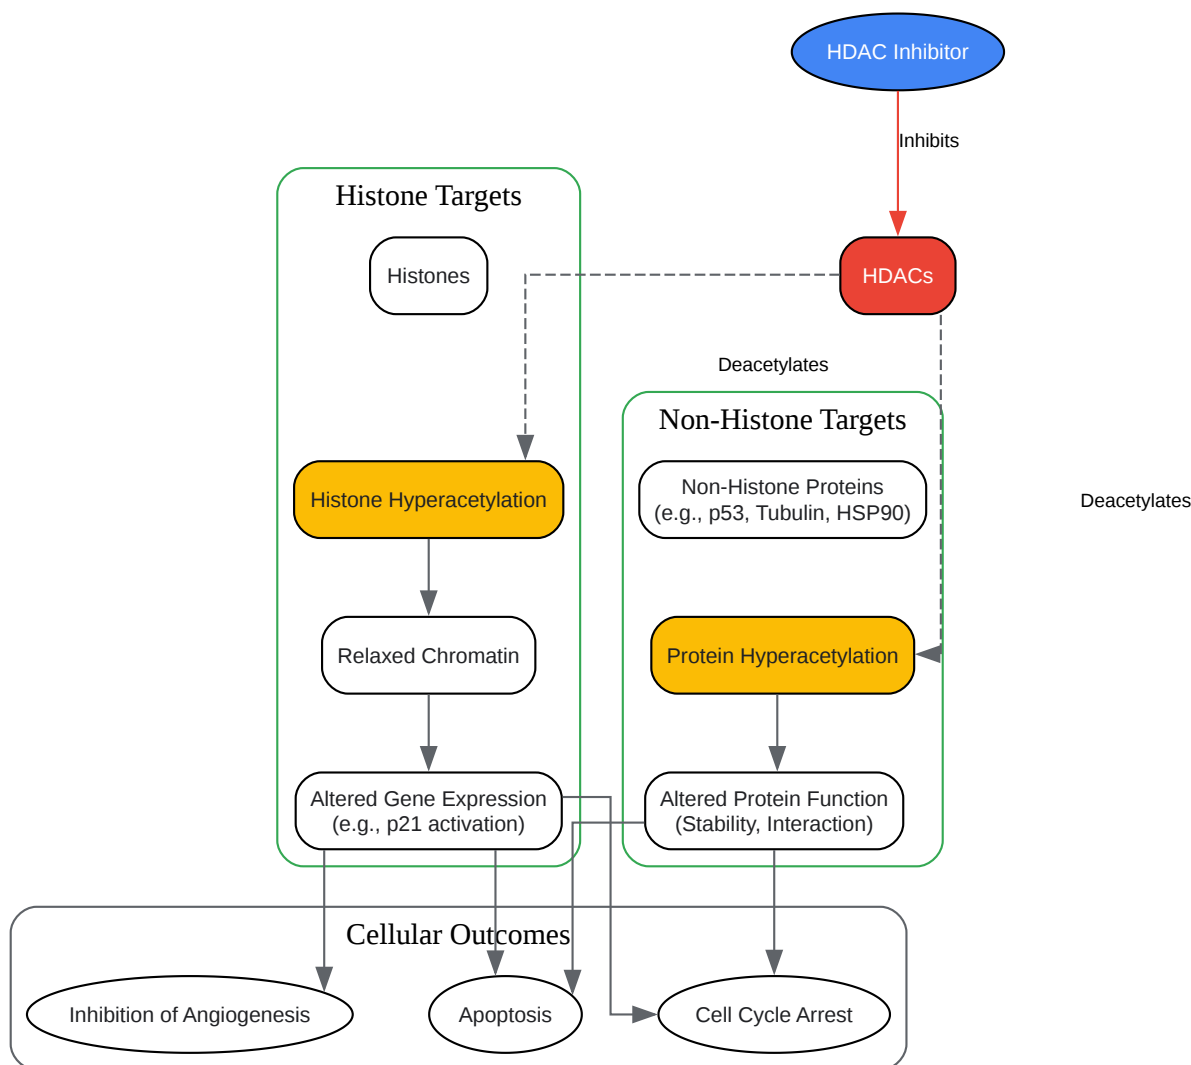 HDAC Inhibitor
Inhibits
Histone Targets
Histones
HDACs
Deacetylates
Non-Histone Targets
Histone Hyperacetylation
Non-Histone Proteins
(e.g., p53, Tubulin, HSP90)
Deacetylates
Relaxed Chromatin
Protein Hyperacetylation
Altered Gene Expression
(e.g., p21 activation)
Altered Protein Function
(Stability, Interaction)
Cellular Outcomes
Inhibition of Angiogenesis
Apoptosis
Cell Cycle Arrest